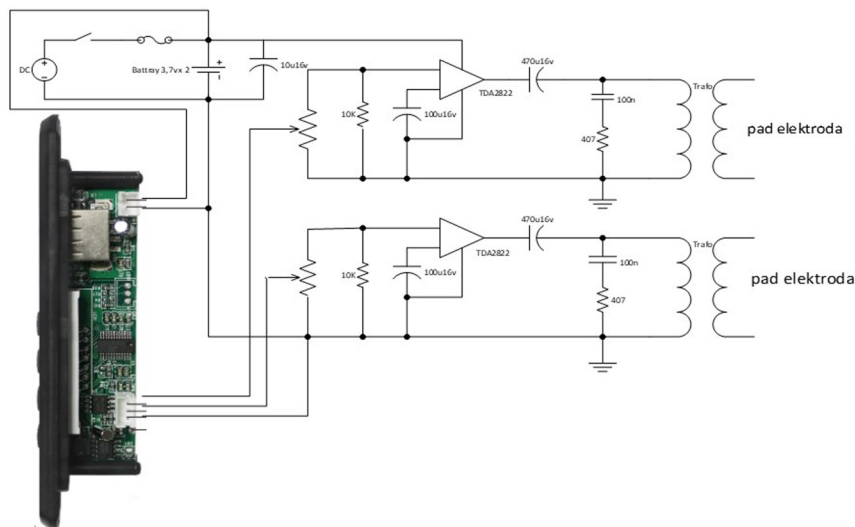 DC
Battray 3,7vx 2
10u16v
10K
100u16v
TDA2822
470u16v
100n
407
Trafo
pad elektroda
10K
100u16v
TDA2822
470u16v
100n
407
Trafo
pad elektroda